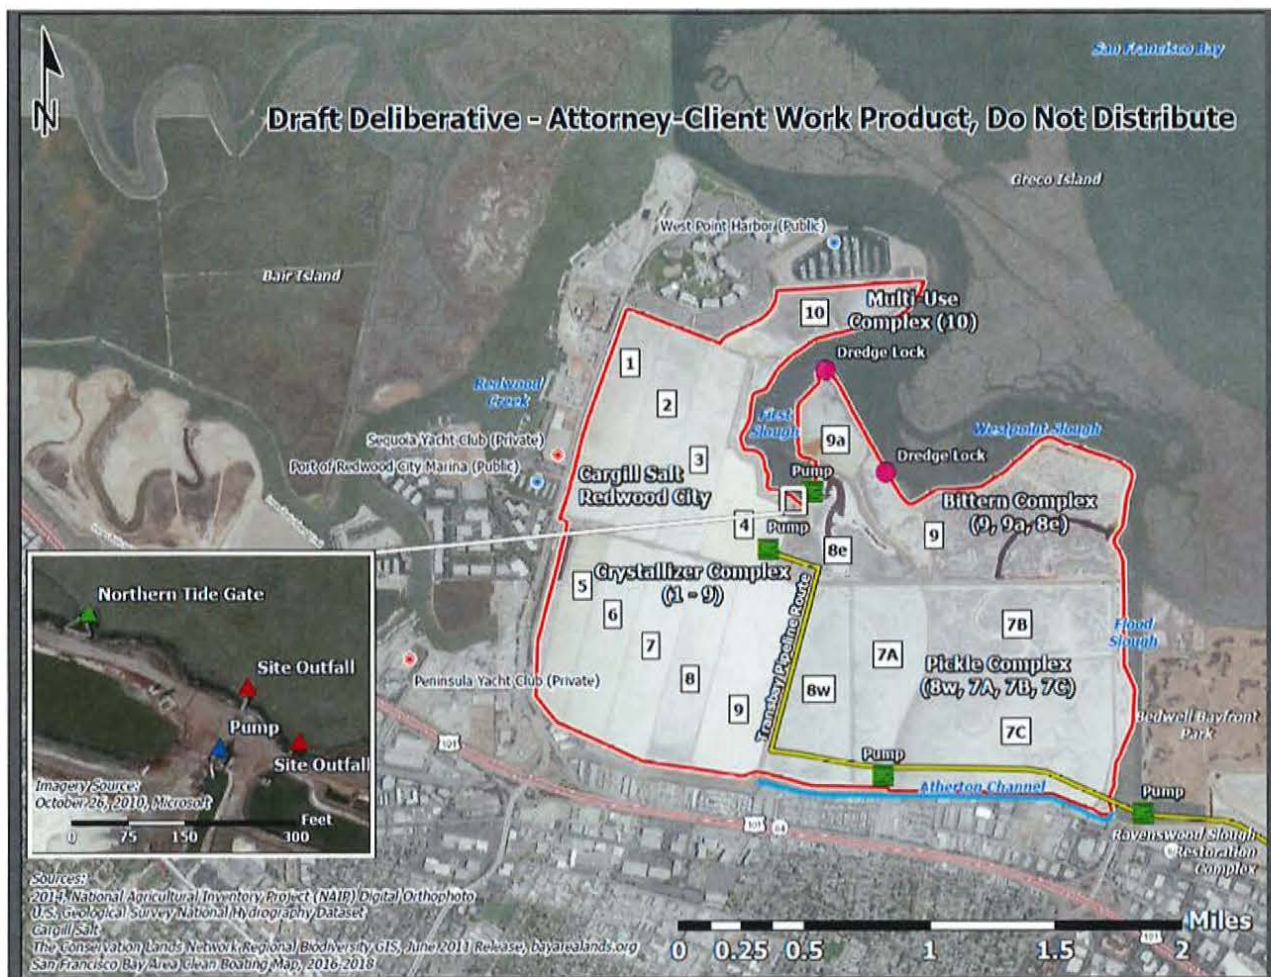 San Francisco Bay
N
Draft Deliberative - Attorney-Client Work Product, Do Not Distribute
Greco Island
West Point Harbor (Public)
Bair Island
Multi-Use
Complex (10)
10
Dredge Lock
1
Redwood
Creek
2
First
Slough
9a
Westpoint Slough
Sequoia Yacht Club (Private)
3
Dredge Lock
Port of Redwood City Marina (Public)
Cargill Salt
Redwood City
Pump
Bittern Complex
(9, 9a, 8e)
4
Pump
9
8e
Crystallizer Complex
(1 - 9)
5
6
7
8
9
Transbay Pipeline Route
7A
7B
Flood
Slough
Pickle Complex
(8w, 7A, 7B, 7C)
8w
7C
Peninsula Yacht Club (Private)
Bedwell Bayfront
Park
101
Pump
Atherton Channel
Pump
101
84
Ravenswood Slough
Restoration
Complex
Northern Tide Gate
Site Outfall
Pump
Site Outfall
Imagery Source:
October 26, 2010, Microsoft
Feet
0 75 150 300
Sources:
2014, National Agricultural Inventory Project (NAIP) Digital Orthophoto
U.S. Geological Survey National Hydrography Dataset
Cargill Salt
The Conservation Lands Network Regional Biodiversity GIS, June 2011 Release, bayarealands.org
San Francisco Bay Area Clean Boating Map, 2016-2018
Miles
0 0.25 0.5 1 1.5 2
101